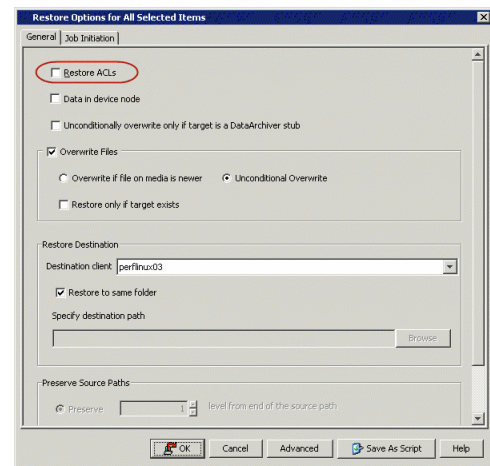 Restore Options for All Selected Items
General Job Initiation
Restore ACLs
Data in device node
Unconditionally overwrite only if target is a DataArchiver stub
Overwrite Files
Overwrite if file on media is newer Unconditional Overwrite
Restore only if target exists
Restore Destination
Destination client perflinux03
Restore to same folder
Specify destination path
Browse
Preserve Source Paths
Preserve 1 level from end of the source path
OK Cancel Advanced Save As Script Help